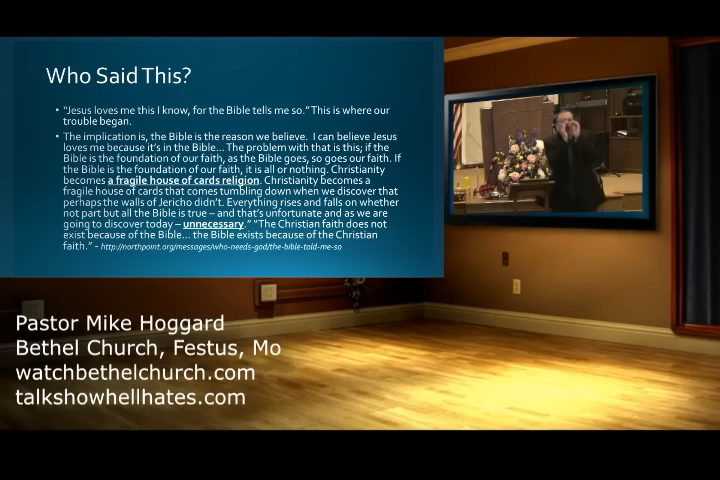 Who Said This?
• "Jesus loves me this I know, for the Bible tells me so." This is where our
trouble began.
• The implication is, the Bible is the reason we believe. I can believe Jesus
loves me because it's in the Bible... The problem with that is this; if the
Bible is the foundation of our faith, as the Bible goes, so goes our faith. If
the Bible is the foundation of our faith, it is all or nothing. Christianity
becomes a fragile house of cards religion. Christianity becomes a
fragile house of cards that comes tumbling down when we discover that
perhaps the walls of Jericho didn't. Everything rises and falls on whether
not part but all the Bible is true – and that's unfortunate and as we are
going to discover today – unnecessary." "The Christian faith does not
exist because of the Bible... the Bible exists because of the Christian
faith." - http://northpoint.org/messages/who-needs-god/the-bible-told-me-so
Pastor Mike Hoggard
Bethel Church, Festus, Mo
watchbethelchurch.com
talkshowhellhates.com